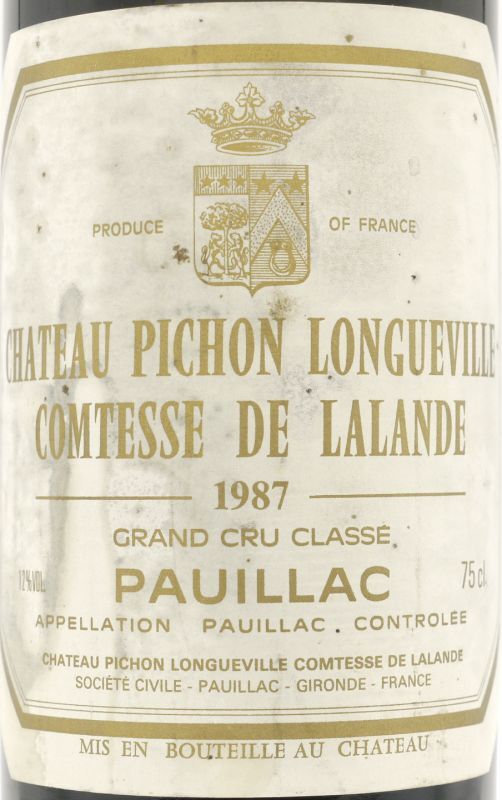 PRODUCE OF FRANCE
CHATEAU PICHON LONGUEVILLE
COMTESSE DE LALANDE
1987
GRAND CRU CLASSÉ
12% VOL. PAUILLAC 75 cl.
APPELLATION PAUILLAC . CONTROLÉE
CHATEAU PICHON LONGUEVILLE COMTESSE DE LALANDE
SOCIÉTÉ CIVILE - PAUILLAC - GIRONDE - FRANCE
MIS EN BOUTEILLE AU CHATEAU